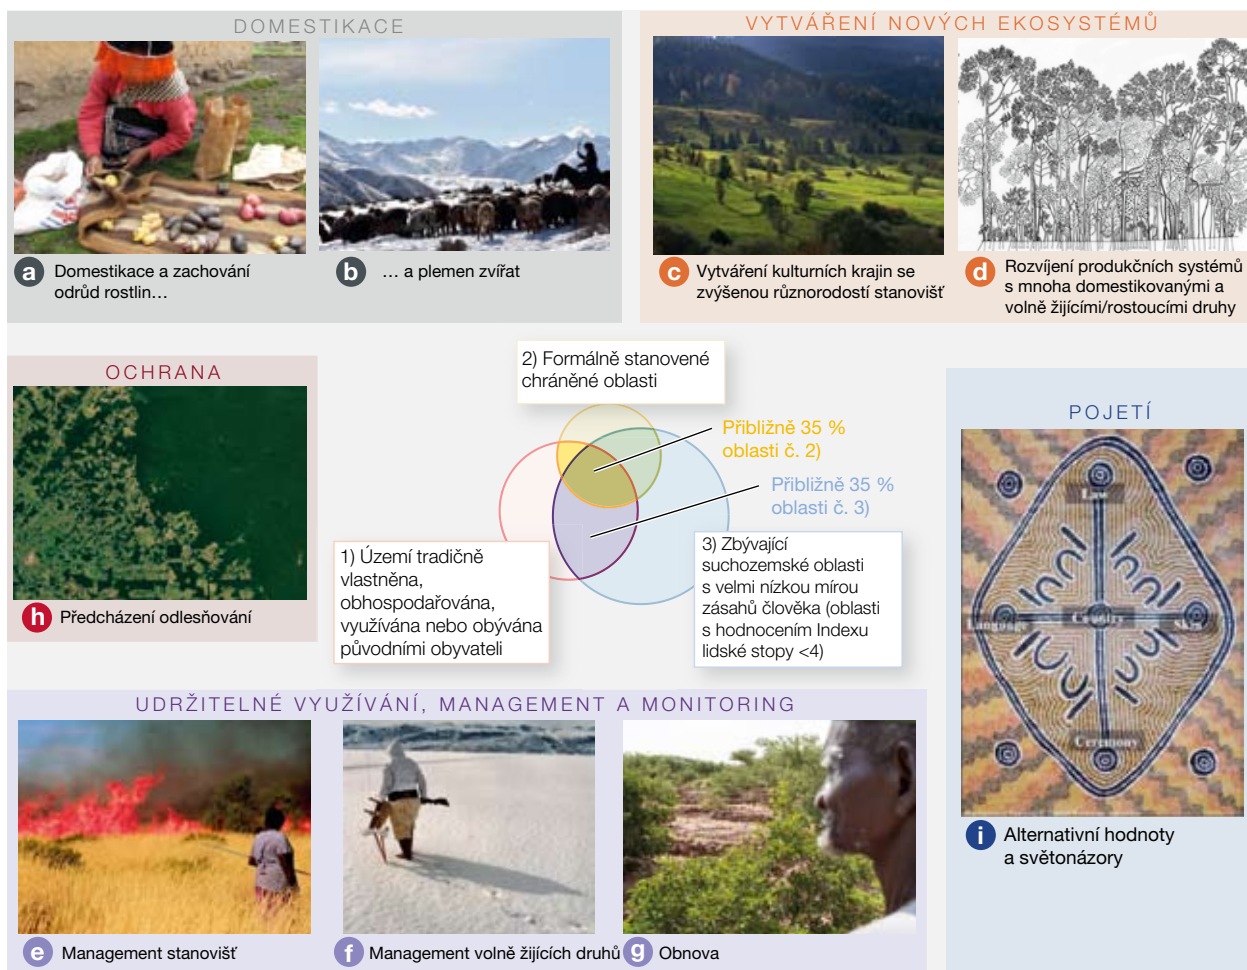 DOMESTIKACE
a Domestikace a zachování
odrůd rostlin…
b … a plemen zvířat
VYTVÁŘENÍ NOVÝCH EKOSYSTÉMŮ
c Vytváření kulturních krajin se
zvýšenou různorodostí stanovišť
d Rozvíjení produkčních systémů
s mnoha domestikovanými a
volně žijícími/rostoucími druhy
OCHRANA
h Předcházení odlesňování
2) Formálně stanovené
chráněné oblasti
Přibližně 35 %
oblasti č. 2)
Přibližně 35 %
oblasti č. 3)
1) Území tradičně
vlastněna,
obhospodařována,
využívána nebo obývána
původními obyvateli
3) Zbývající
suchozemské oblasti
s velmi nízkou mírou
zásahů člověka (oblasti
s hodnocením Indexu
lidské stopy <4)
POJETÍ
Law
Language
Country
Skin
Ceremony
i Alternativní hodnoty
a světonázory
UDRŽITELNÉ VYUŽÍVÁNÍ, MANAGEMENT A MONITORING
e Management stanovišť
f Management volně žijících druhů
g Obnova